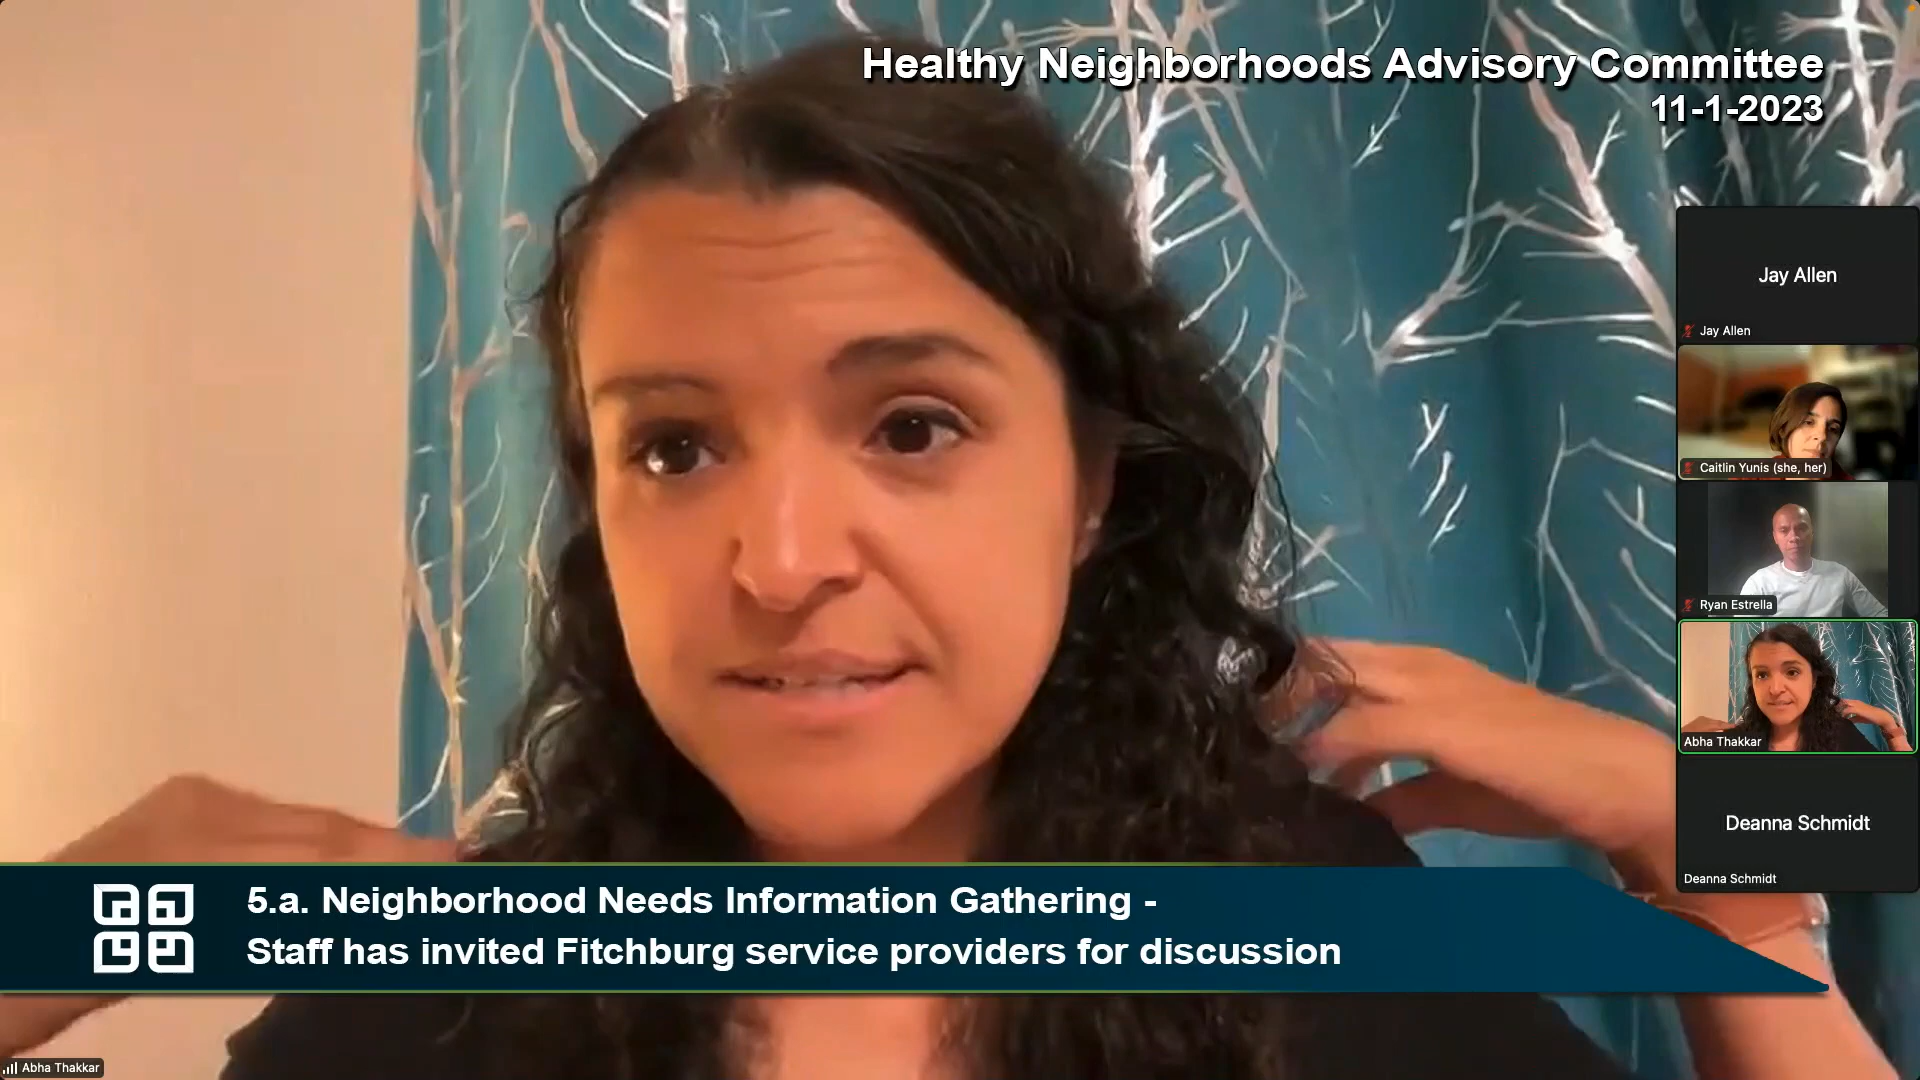 Healthy Neighborhoods Advisory Committee
11-1-2023
Jay Allen
Jay Allen
Caitlin Yunis (she, her)
Ryan Estrella
Abha Thakkar
Deanna Schmidt
Deanna Schmidt
5.a. Neighborhood Needs Information Gathering -
Staff has invited Fitchburg service providers for discussion
Abha Thakkar